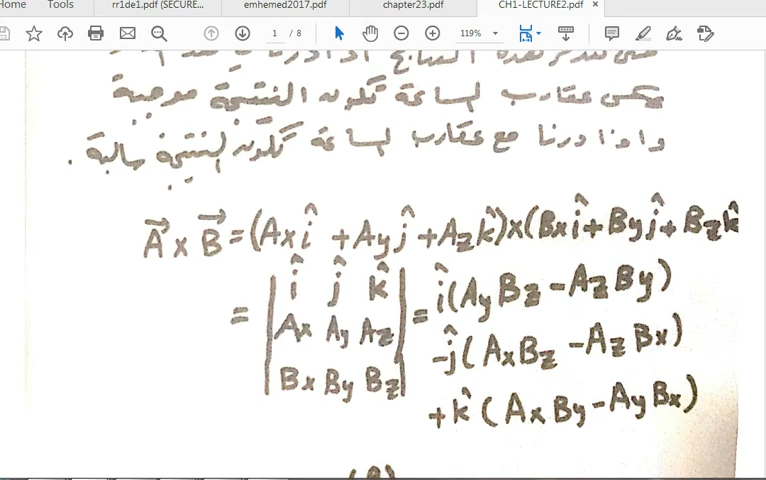 Home Tools rr1de1.pdf (SECURE... emhemed2017.pdf chapter23.pdf CH1-LECTURE2.pdf ×
1 / 8 119%
عكس عقارب الساعة تكون النتيجة موجبة
واذا درنا مع عقارب الساعة تكون النتيجة سالبة .
A⃗ x B⃗ = (Ax î + Ay ĵ + Az k̂) x (Bx î + By ĵ + Bz k̂
= | î ĵ k̂ | = î (Ay Bz - Az By)
| Ax Ay Az | - ĵ (Ax Bz - Az Bx)
| Bx By Bz | + k̂ (Ax By - Ay Bx)